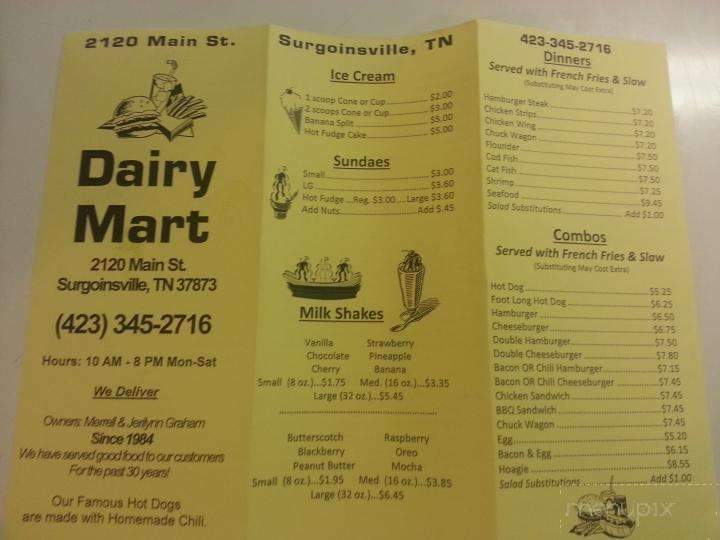 2120 Main St.
Dairy
Mart
2120 Main St.
Surgoinsville, TN 37873
(423) 345-2716
Hours: 10 AM - 8 PM Mon-Sat
We Deliver
Owners: Merrell & Jerilynn Graham
Since 1984
We have served good food to our customers
For the past 30 years!
Our Famous Hot Dogs
are made with Homemade Chili.
Surgoinsville, TN
Ice Cream
1 scoop Cone or Cup $2.00
2 scoops Cone or Cup $3.00
Banana Split $5.00
Hot Fudge Cake $5.00
Sundaes
Small $3.00
LG $3.60
Hot Fudge...Reg. $3.00....Large $3.60
Add Nuts Add $.45
Milk Shakes
Vanilla Strawberry
Chocolate Pineapple
Cherry Banana
Small (8 oz.)...$1.75 Med. (16 oz.)...$3.35
Large (32 oz.)...$5.45
Butterscotch Raspberry
Blackberry Oreo
Peanut Butter Mocha
Small (8 oz.)...$1.95 Med (16 oz.)...$3.85
Large (32 oz.)...$6.45
423-345-2716
Dinners
Served with French Fries & Slaw
(Substituting May Cost Extra)
Hamburger Steak $7.20
Chicken Strips $7.20
Chicken Wing $7.20
Chuck Wagon $7.20
Flounder $7.50
Cod Fish $7.50
Cat Fish $7.50
Shrimp $7.25
Seafood $9.45
Salad Substitutions Add $1.00
Combos
Served with French Fries & Slaw
(Substituting May Cost Extra)
Hot Dog $5.25
Foot Long Hot Dog $6.25
Hamburger $6.50
Cheeseburger $6.75
Double Hamburger $7.50
Double Cheeseburger $7.80
Bacon OR Chili Hamburger $7.15
Bacon OR Chili Cheeseburger $7.45
Chicken Sandwich $7.45
BBQ Sandwich $7.45
Chuck Wagon $7.45
Egg $5.20
Bacon & Egg $6.15
Hoagie $8.55
Salad Substitutions Add $1.00
menupix